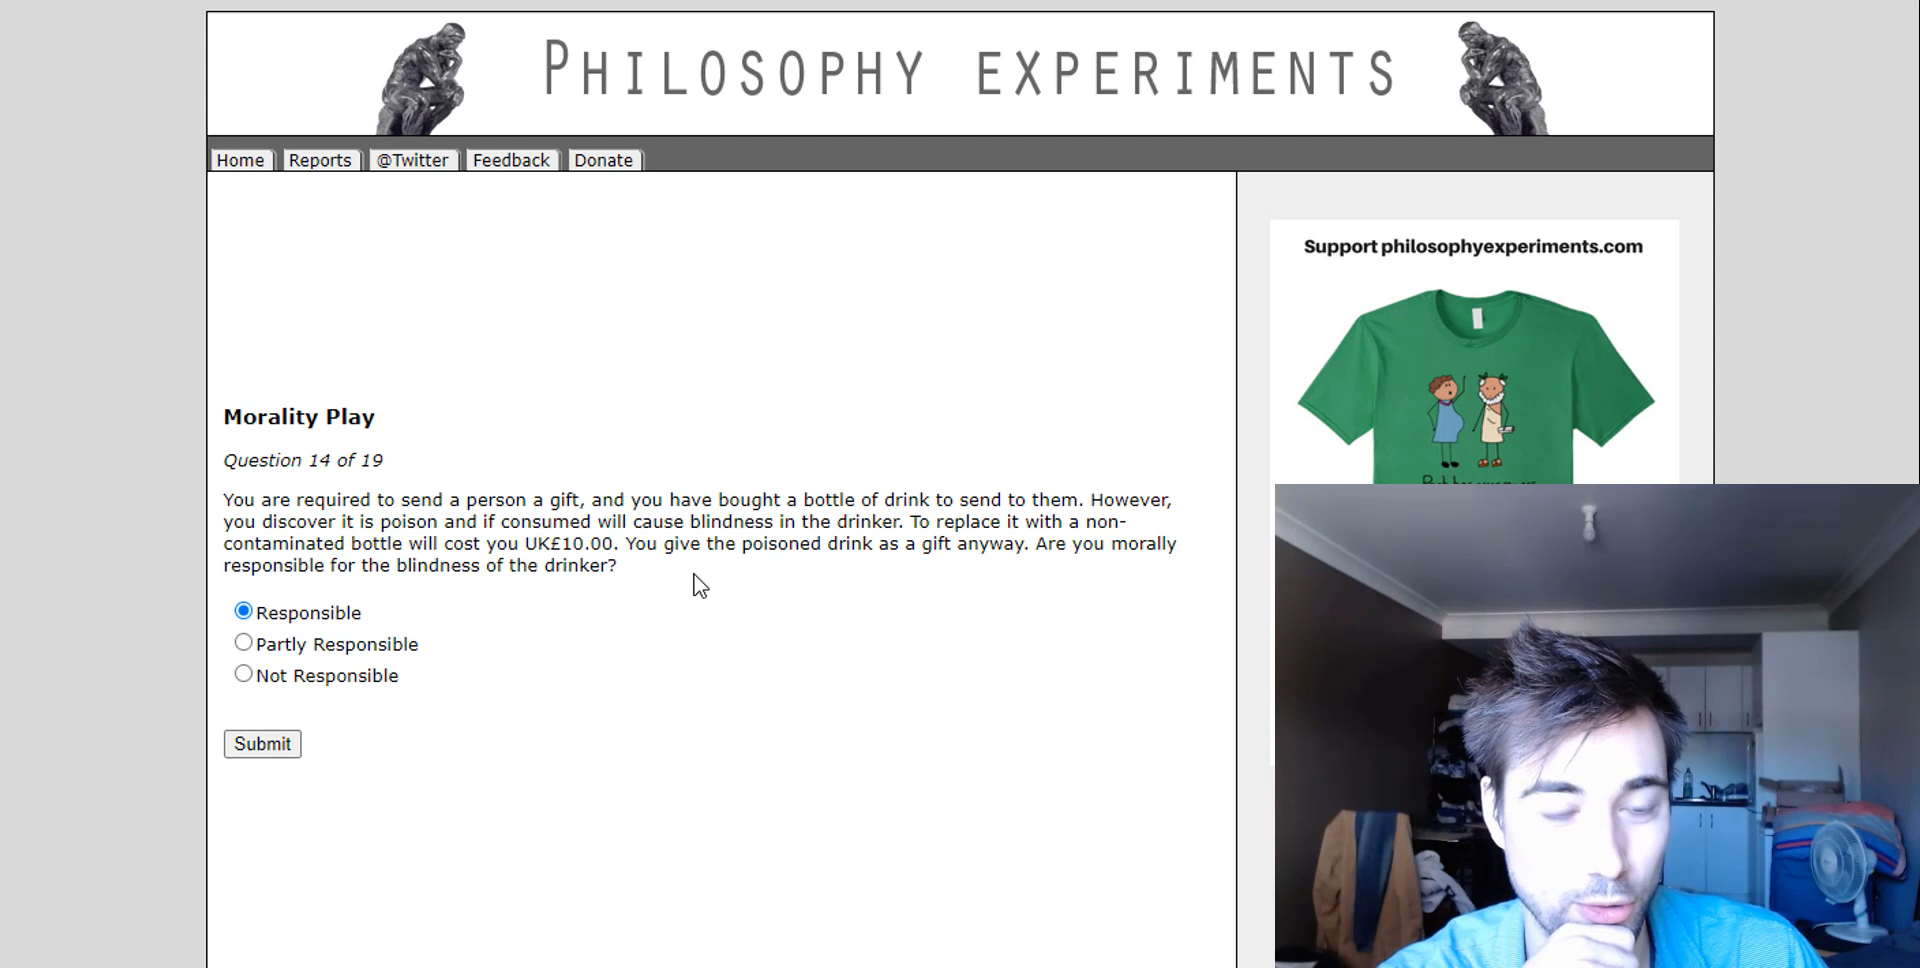 PHILOSOPHY EXPERIMENTS
Home Reports @Twitter Feedback Donate
Support philosophyexperiments.com
Morality Play
Question 14 of 19
You are required to send a person a gift, and you have bought a bottle of drink to send to them. However,
you discover it is poison and if consumed will cause blindness in the drinker. To replace it with a non-
contaminated bottle will cost you UK£10.00. You give the poisoned drink as a gift anyway. Are you morally
responsible for the blindness of the drinker?
Responsible
Partly Responsible
Not Responsible
Submit